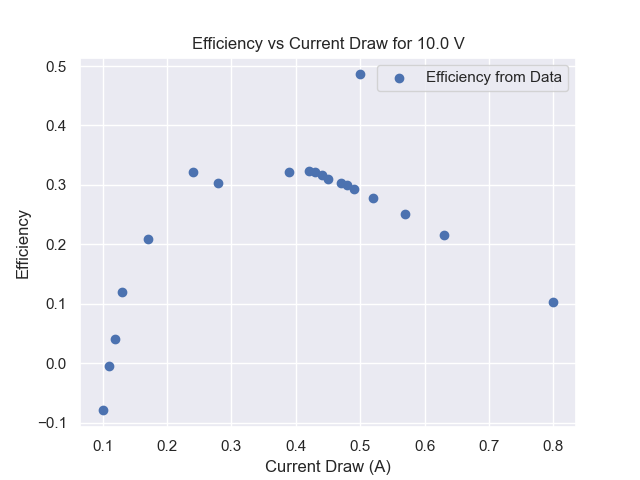 Efficiency vs Current Draw for 10.0 V
Efficiency from Data
0.5
0.4
0.3
0.2
0.1
0.0
−0.1
Efficiency
0.1 0.2 0.3 0.4 0.5 0.6 0.7 0.8
Current Draw (A)